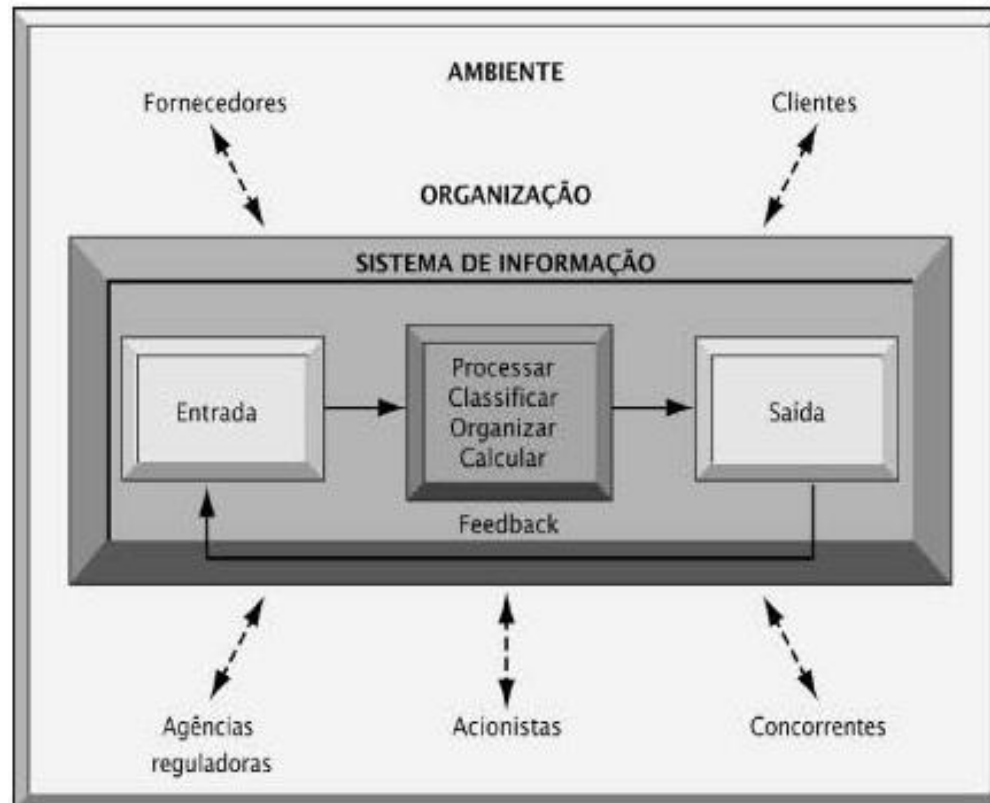 AMBIENTE
Fornecedores
Clientes
ORGANIZAÇÃO
SISTEMA DE INFORMAÇÃO
Entrada
Processar
Classificar
Organizar
Calcular
Saída
Feedback
Agências
reguladoras
Acionistas
Concorrentes